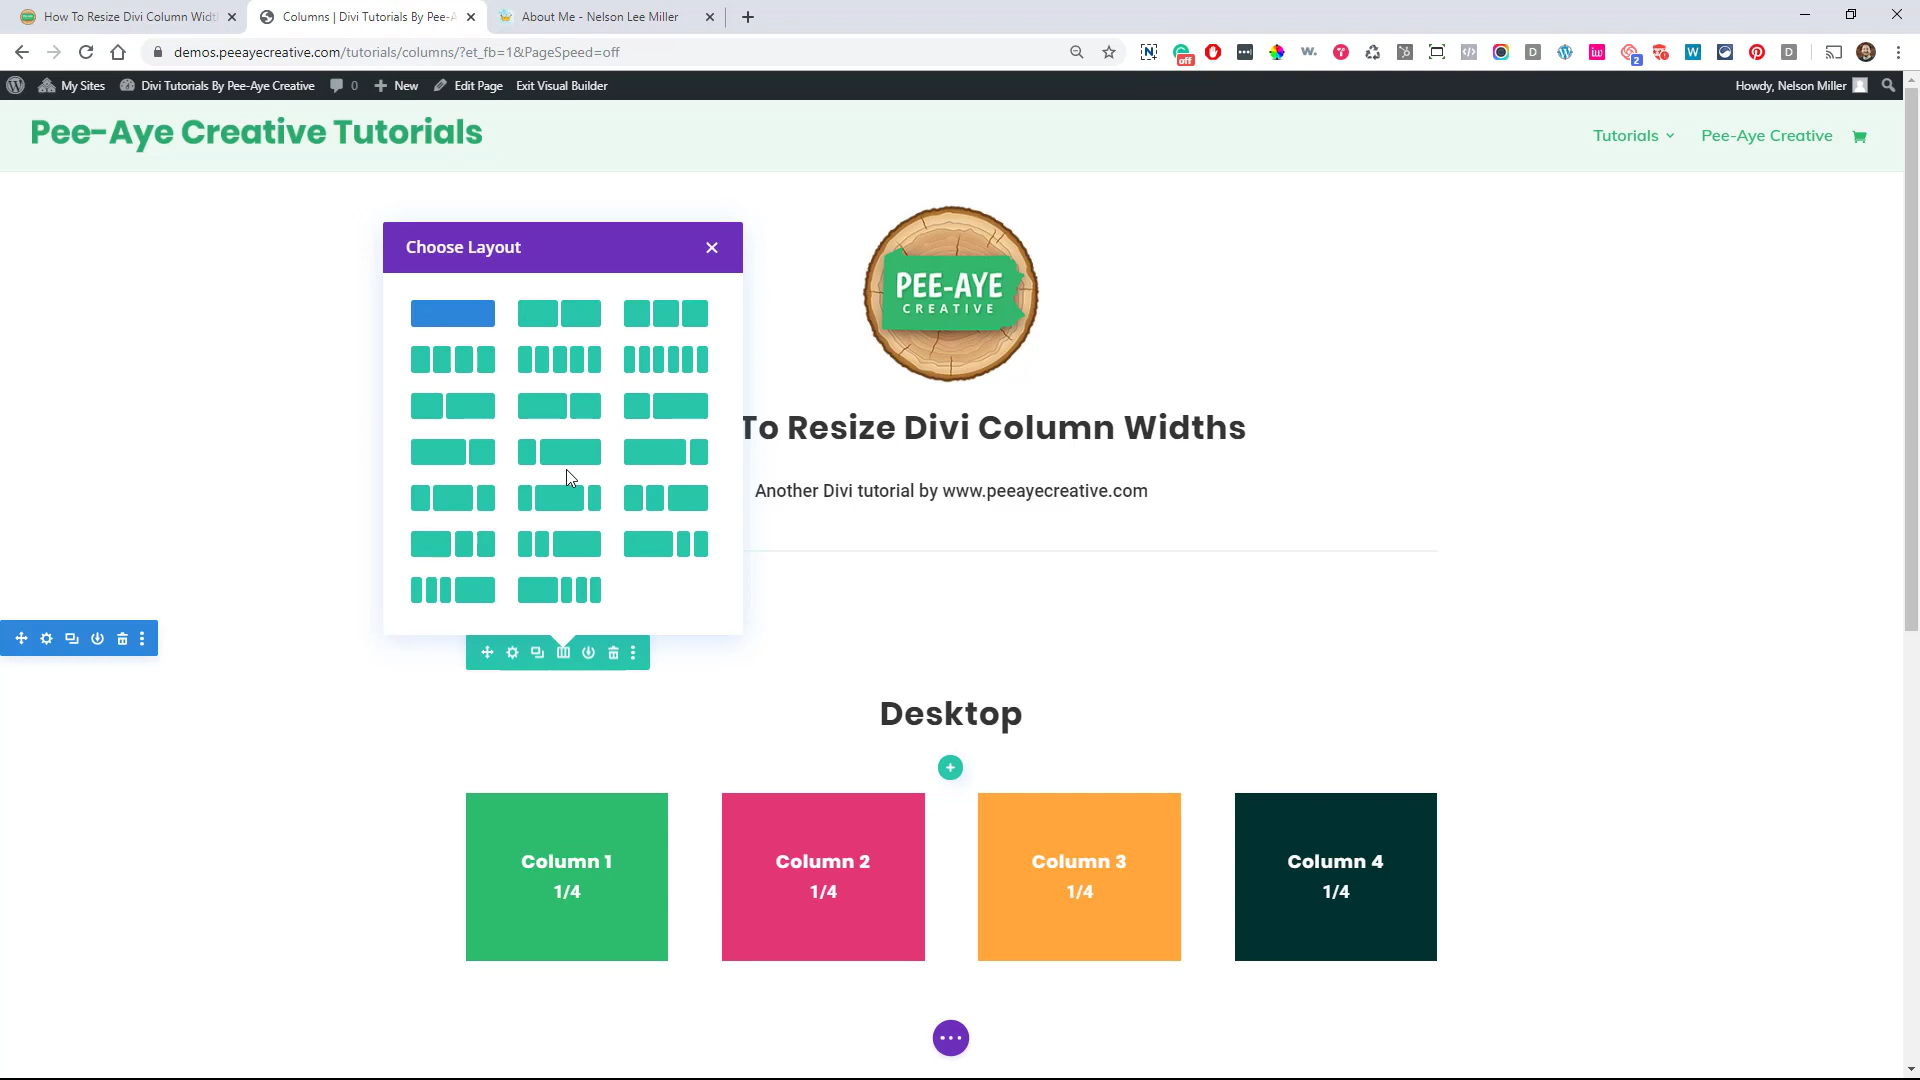 How To Resize Divi Column Widt
Columns | Divi Tutorials By Pee-A
About Me - Nelson Lee Miller
demos.peeayecreative.com/tutorials/columns/?et_fb=1&PageSpeed=off
off
2
My Sites
Divi Tutorials By Pee-Aye Creative
0
New
Edit Page
Exit Visual Builder
Howdy, Nelson Miller
Pee-Aye Creative Tutorials
Tutorials
Pee-Aye Creative
Choose Layout
PEE-AYE
CREATIVE
To Resize Divi Column Widths
Another Divi tutorial by www.peeayecreative.com
Desktop
Column 1
1/4
Column 2
1/4
Column 3
1/4
Column 4
1/4